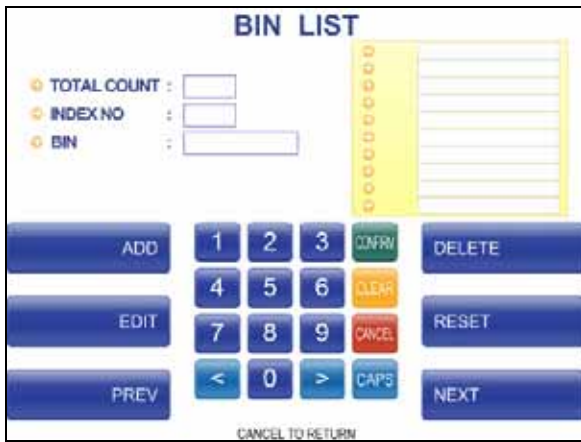 BIN LIST
TOTAL COUNT :
INDEX NO :
BIN :
ADD 1 2 3 CONFRM DELETE
4 5 6 CLEAR
EDIT 7 8 9 CANCEL RESET
PREV < 0 > CAPS NEXT
CANCEL TO RETURN